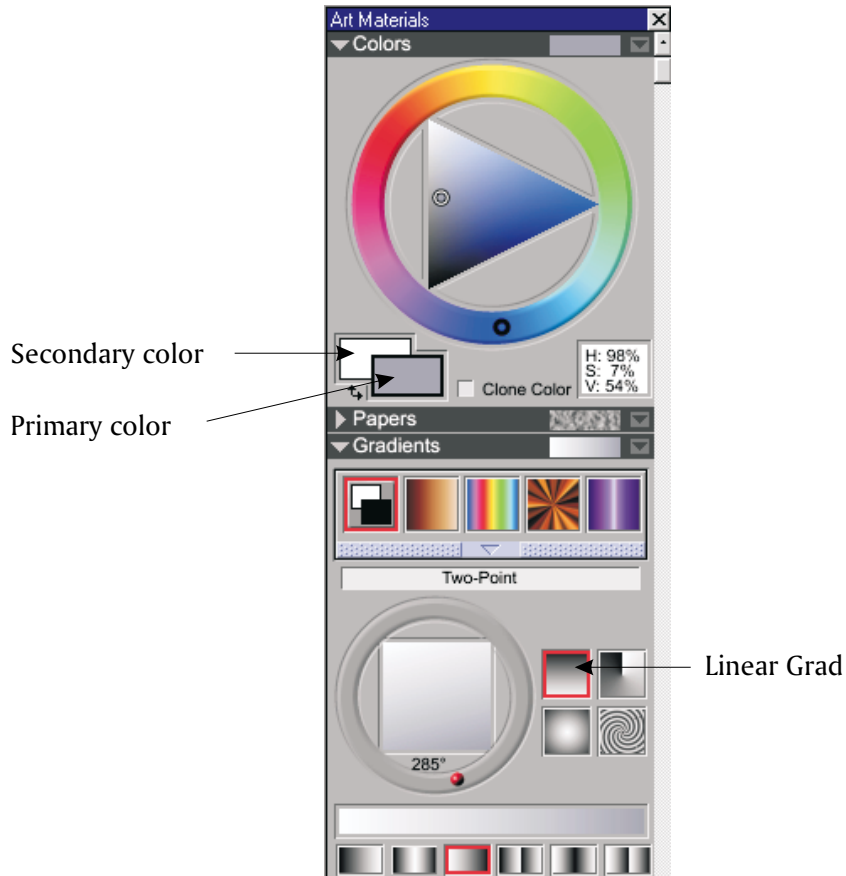 Art Materials
Colors
Secondary color
H: 98%
S: 7%
V: 54%
Clone Color
Primary color
Papers
Gradients
Two-Point
Linear Grad
285°